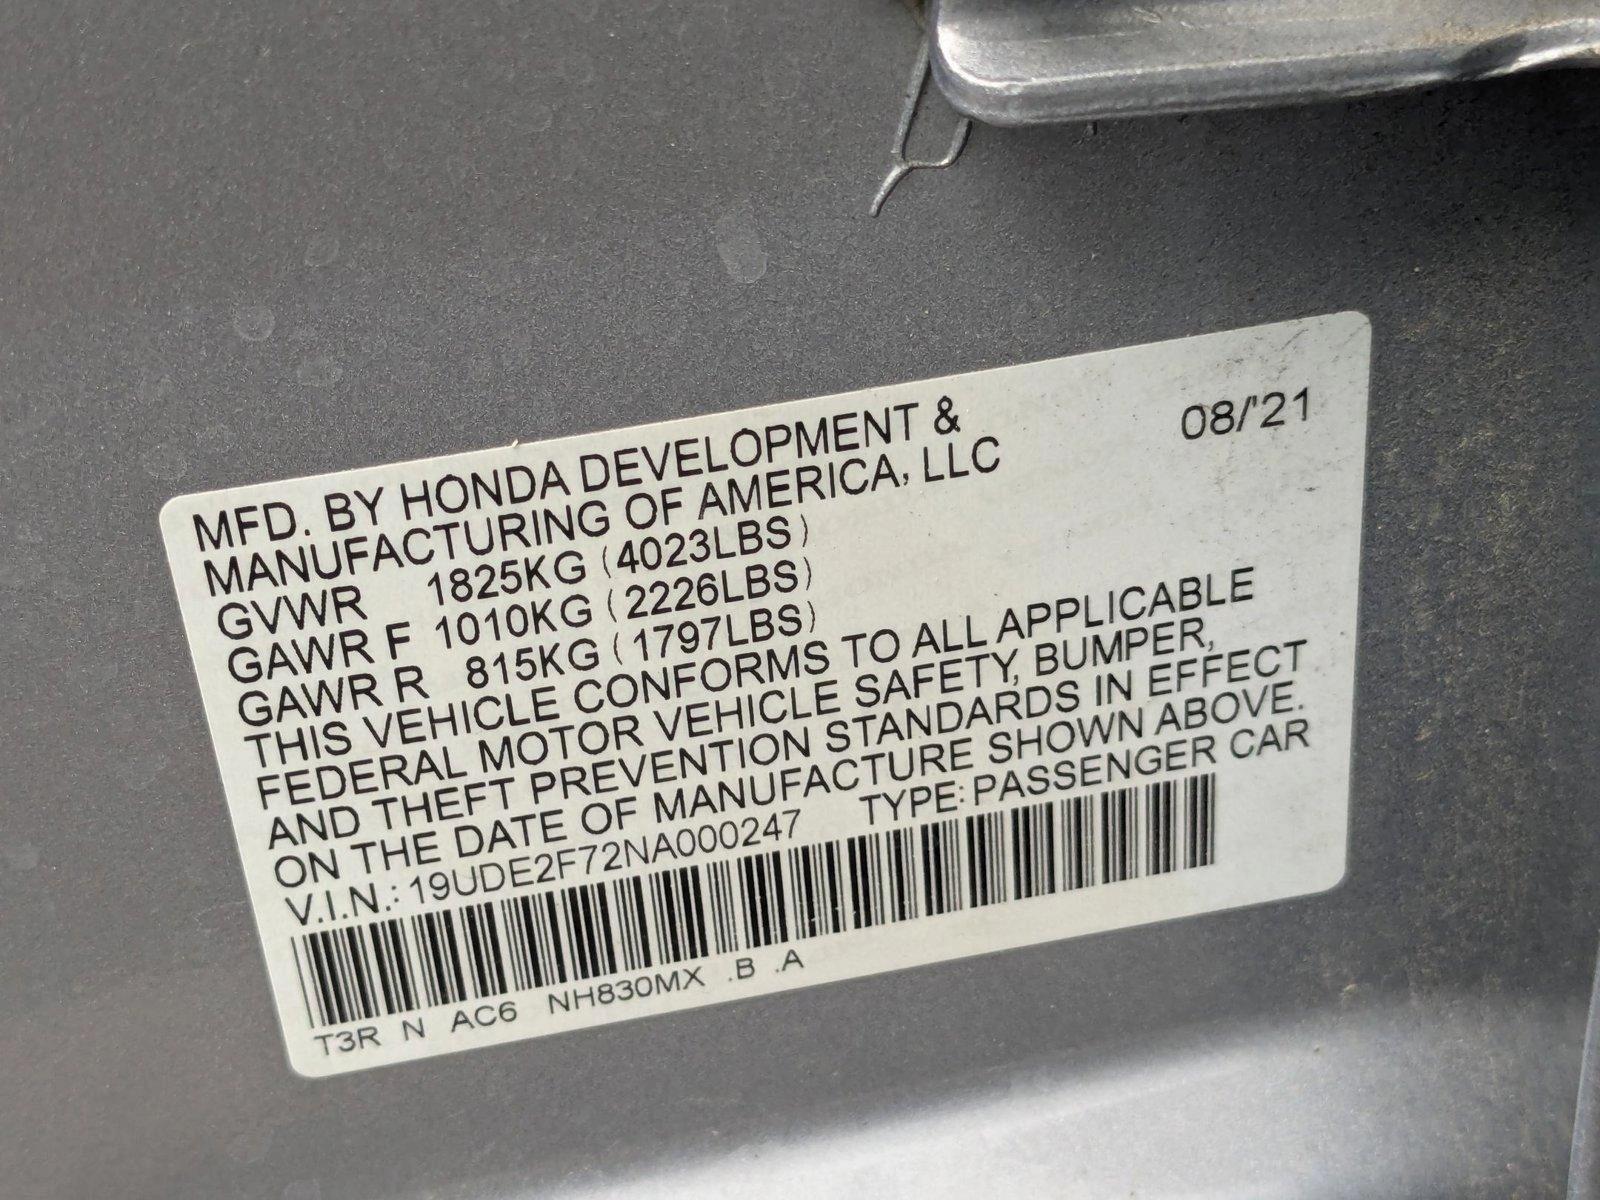 08/'21
MFD. BY HONDA DEVELOPMENT &
MANUFACTURING OF AMERICA, LLC
GVWR 1825KG (4023LBS)
GAWR F 1010KG (2226LBS)
GAWR R 815KG (1797LBS)
THIS VEHICLE CONFORMS TO ALL APPLICABLE
FEDERAL MOTOR VEHICLE SAFETY, BUMPER,
AND THEFT PREVENTION STANDARDS IN EFFECT
ON THE DATE OF MANUFACTURE SHOWN ABOVE.
V.I.N.: 19UDE2F72NA000247 TYPE: PASSENGER CAR
T3R N AC6 NH830MX .B .A